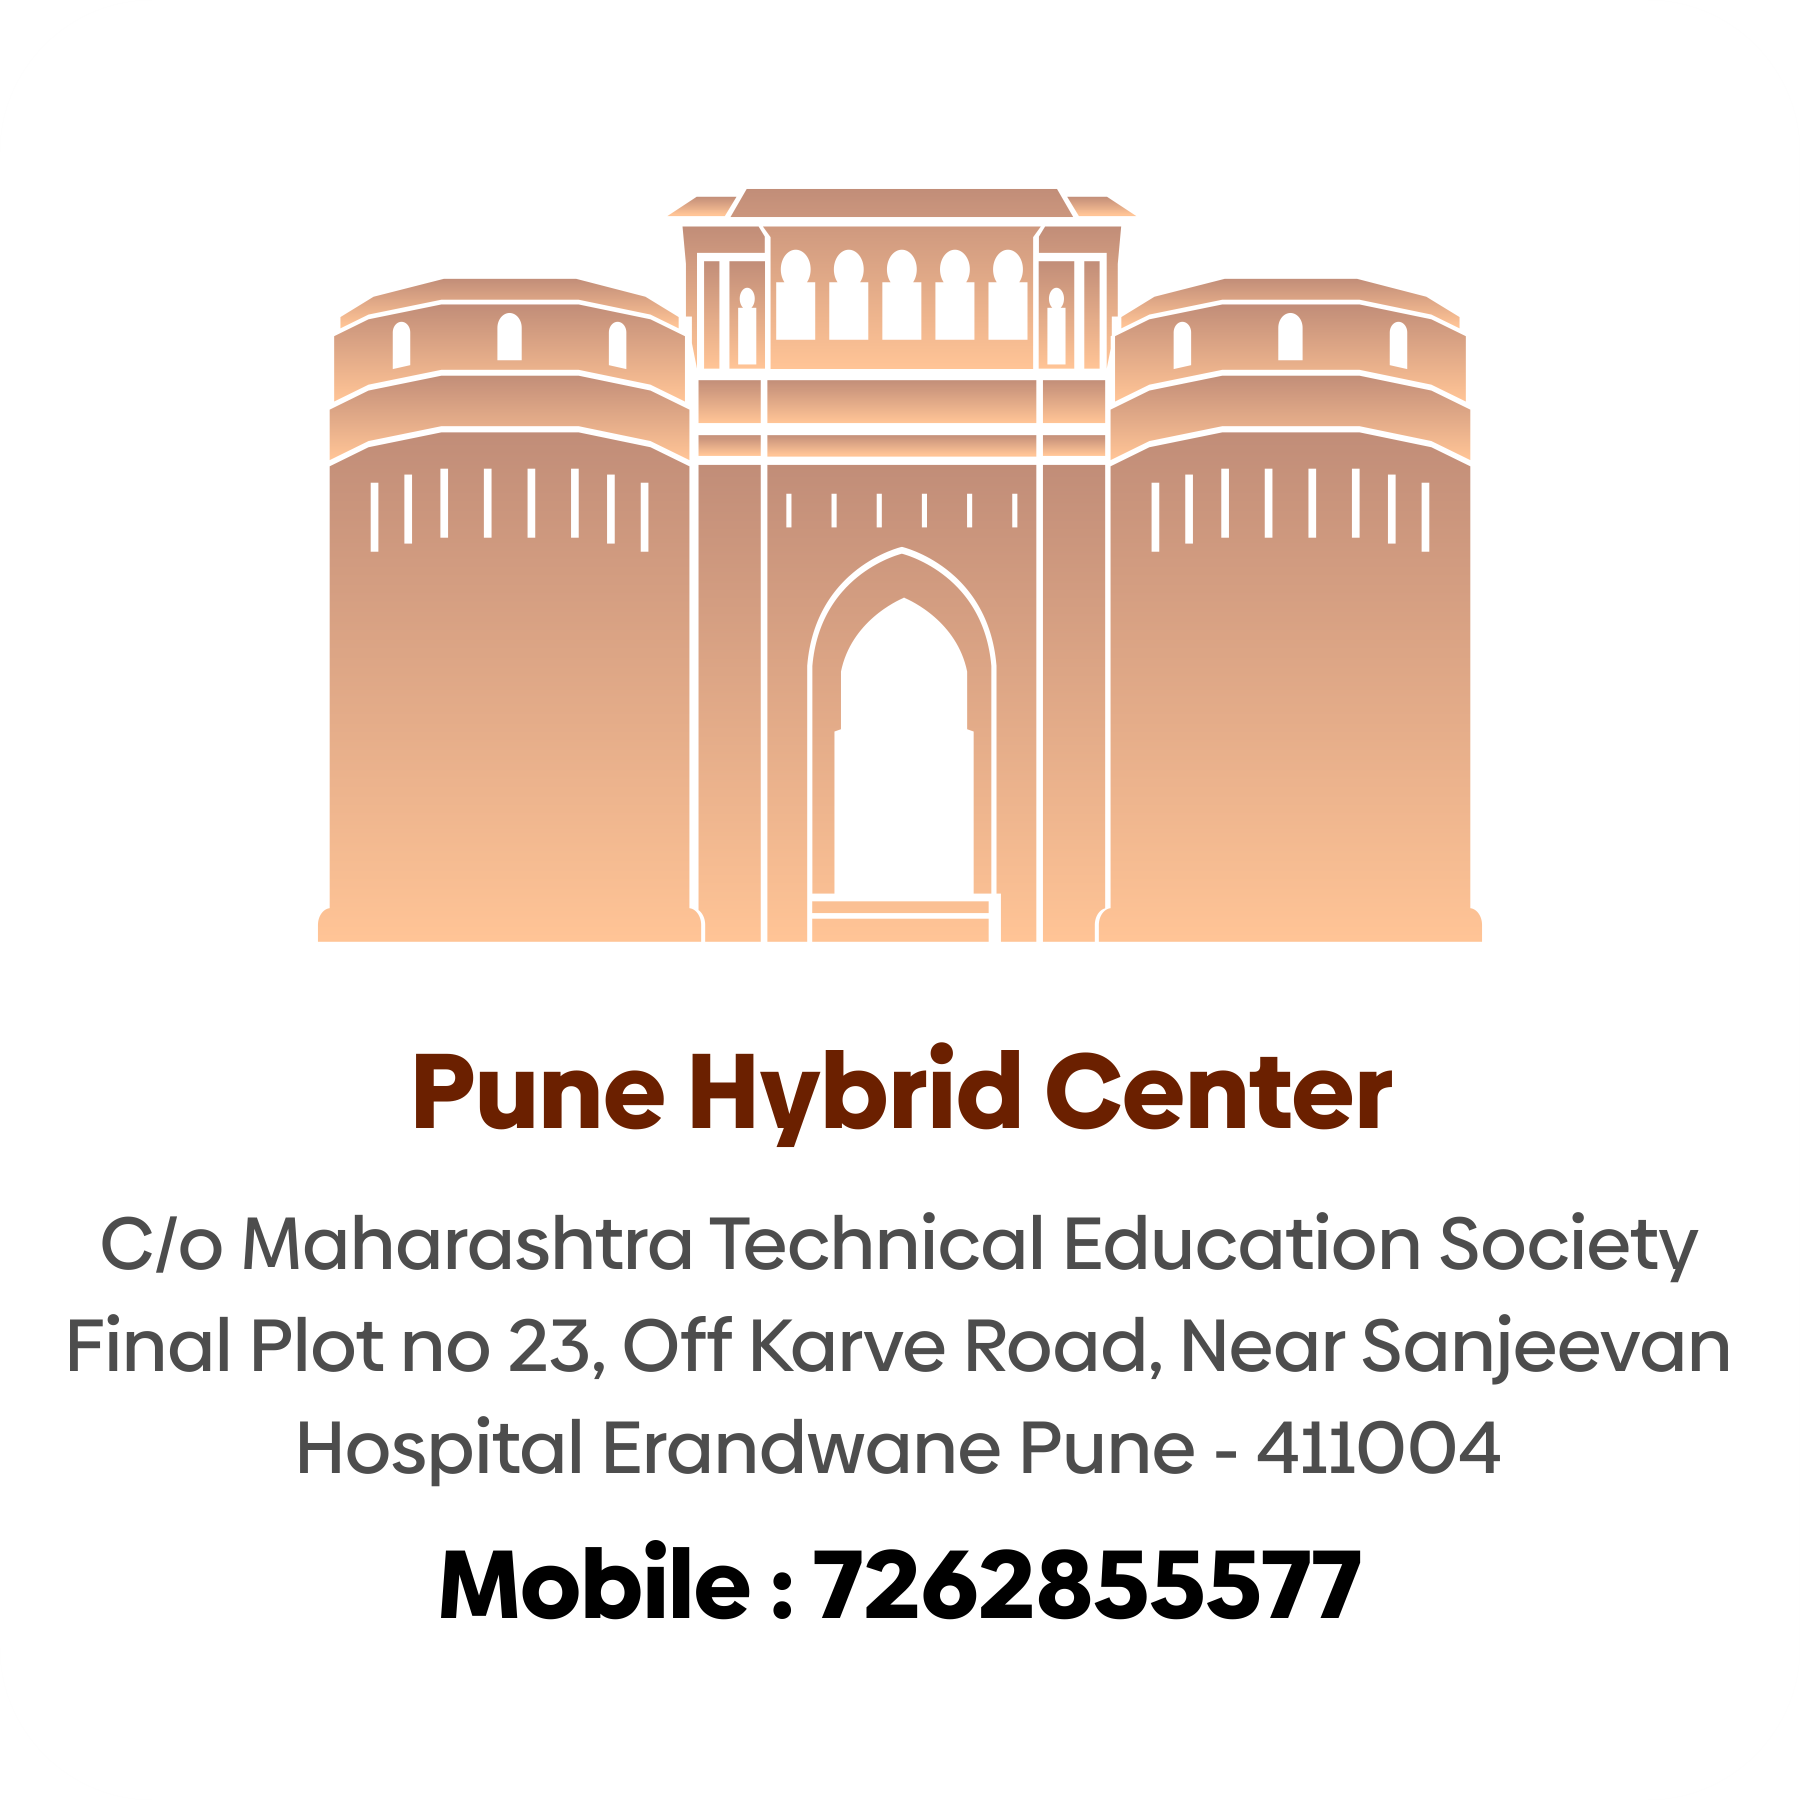 Pune Hybrid Center
C/o Maharashtra Technical Education Society
Final Plot no 23, Off Karve Road, Near Sanjeevan
Hospital Erandwane Pune - 411004
Mobile : 7262855577